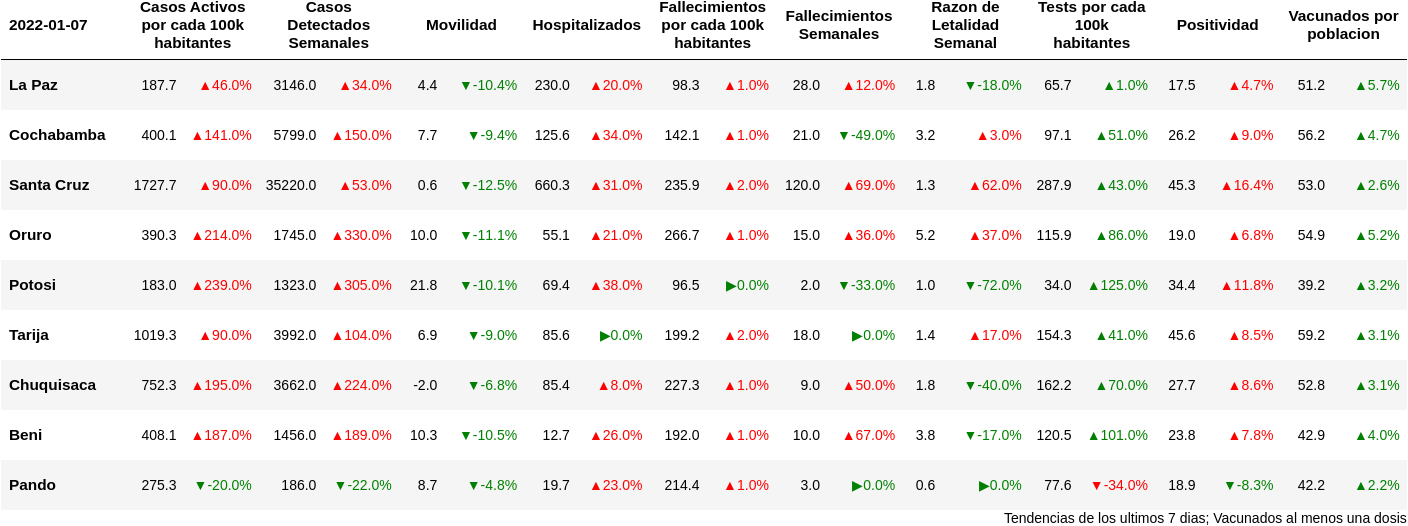 2022-01-07 Casos Activos por cada 100k habitantes Casos Detectados Semanales Movilidad Hospitalizados Fallecimientos por cada 100k habitantes Fallecimientos Semanales Razon de Letalidad Semanal Tests por cada 100k habitantes Positividad Vacunados por poblacion
La Paz 187.7 ▲46.0% 3146.0 ▲34.0% 4.4 ▼-10.4% 230.0 ▲20.0% 98.3 ▲1.0% 28.0 ▲12.0% 1.8 ▼-18.0% 65.7 ▲1.0% 17.5 ▲4.7% 51.2 ▲5.7%
Cochabamba 400.1 ▲141.0% 5799.0 ▲150.0% 7.7 ▼-9.4% 125.6 ▲34.0% 142.1 ▲1.0% 21.0 ▼-49.0% 3.2 ▲3.0% 97.1 ▲51.0% 26.2 ▲9.0% 56.2 ▲4.7%
Santa Cruz 1727.7 ▲90.0% 35220.0 ▲53.0% 0.6 ▼-12.5% 660.3 ▲31.0% 235.9 ▲2.0% 120.0 ▲69.0% 1.3 ▲62.0% 287.9 ▲43.0% 45.3 ▲16.4% 53.0 ▲2.6%
Oruro 390.3 ▲214.0% 1745.0 ▲330.0% 10.0 ▼-11.1% 55.1 ▲21.0% 266.7 ▲1.0% 15.0 ▲36.0% 5.2 ▲37.0% 115.9 ▲86.0% 19.0 ▲6.8% 54.9 ▲5.2%
Potosi 183.0 ▲239.0% 1323.0 ▲305.0% 21.8 ▼-10.1% 69.4 ▲38.0% 96.5 ▶0.0% 2.0 ▼-33.0% 1.0 ▼-72.0% 34.0 ▲125.0% 34.4 ▲11.8% 39.2 ▲3.2%
Tarija 1019.3 ▲90.0% 3992.0 ▲104.0% 6.9 ▼-9.0% 85.6 ▶0.0% 199.2 ▲2.0% 18.0 ▶0.0% 1.4 ▲17.0% 154.3 ▲41.0% 45.6 ▲8.5% 59.2 ▲3.1%
Chuquisaca 752.3 ▲195.0% 3662.0 ▲224.0% -2.0 ▼-6.8% 85.4 ▲8.0% 227.3 ▲1.0% 9.0 ▲50.0% 1.8 ▼-40.0% 162.2 ▲70.0% 27.7 ▲8.6% 52.8 ▲3.1%
Beni 408.1 ▲187.0% 1456.0 ▲189.0% 10.3 ▼-10.5% 12.7 ▲26.0% 192.0 ▲1.0% 10.0 ▲67.0% 3.8 ▼-17.0% 120.5 ▲101.0% 23.8 ▲7.8% 42.9 ▲4.0%
Pando 275.3 ▼-20.0% 186.0 ▼-22.0% 8.7 ▼-4.8% 19.7 ▲23.0% 214.4 ▲1.0% 3.0 ▶0.0% 0.6 ▶0.0% 77.6 ▼-34.0% 18.9 ▼-8.3% 42.2 ▲2.2%
Tendencias de los ultimos 7 dias; Vacunados al menos una dosis